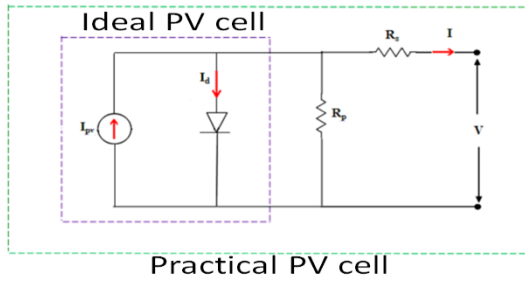 Ideal PV cell
Rs I
Id
Ipv
Rp
V
Practical PV cell